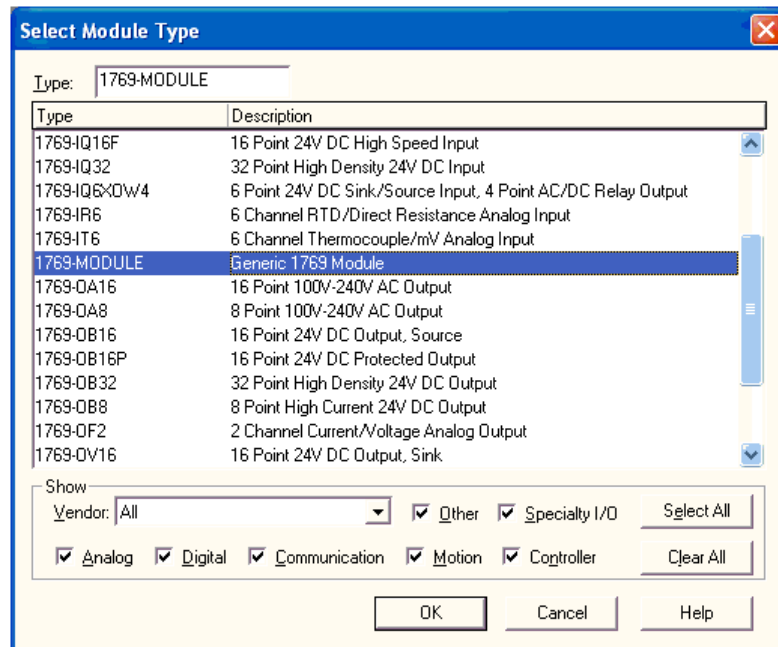 Select Module Type
Type: 1769-MODULE
Type Description
1769-IQ16F 16 Point 24V DC High Speed Input
1769-IQ32 32 Point High Density 24V DC Input
1769-IQ6XOW4 6 Point 24V DC Sink/Source Input, 4 Point AC/DC Relay Output
1769-IR6 6 Channel RTD/Direct Resistance Analog Input
1769-IT6 6 Channel Thermocouple/mV Analog Input
1769-MODULE Generic 1769 Module
1769-OA16 16 Point 100V-240V AC Output
1769-OA8 8 Point 100V-240V AC Output
1769-OB16 16 Point 24V DC Output, Source
1769-OB16P 16 Point 24V DC Protected Output
1769-OB32 32 Point High Density 24V DC Output
1769-OB8 8 Point High Current 24V DC Output
1769-OF2 2 Channel Current/Voltage Analog Output
1769-OV16 16 Point 24V DC Output, Sink
Show
Vendor: All Other Specialty I/O Select All
Analog Digital Communication Motion Controller Clear All
OK Cancel Help